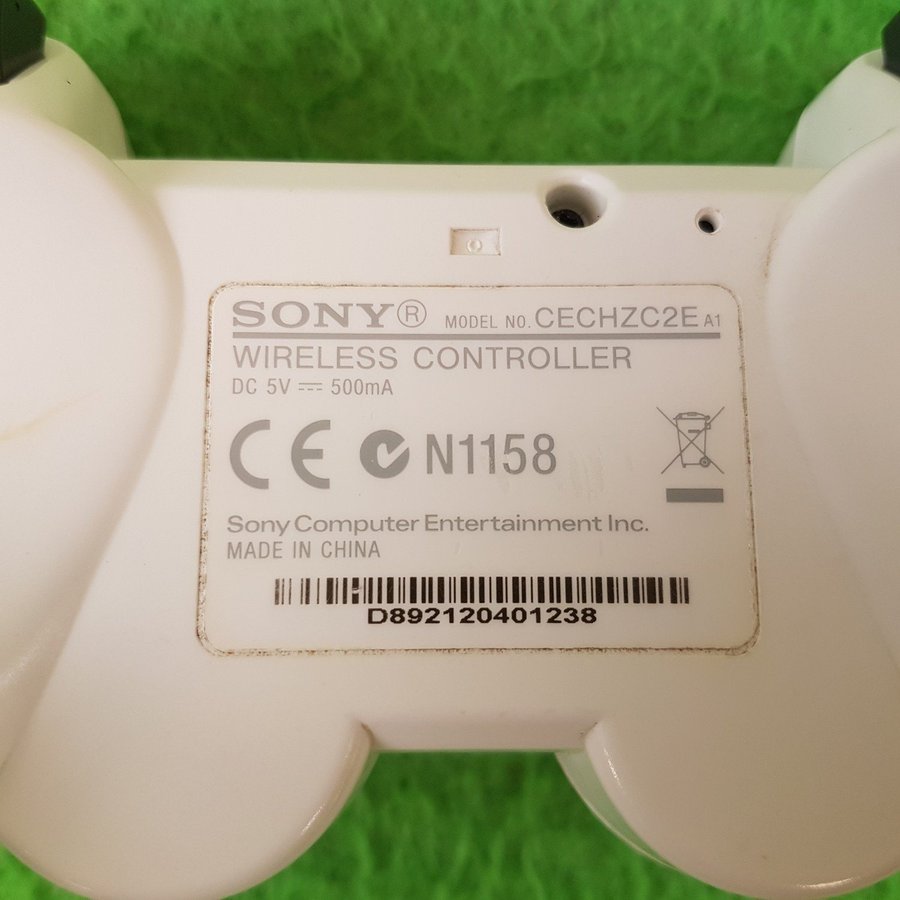 SONY® MODEL NO. CECHZC2E A1
WIRELESS CONTROLLER
DC 5V ⎓ 500mA
CE N1158
Sony Computer Entertainment Inc.
MADE IN CHINA
D892120401238